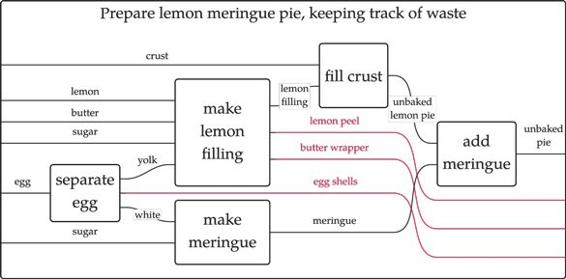 Prepare lemon meringue pie, keeping track of waste
crust
fill crust
lemon
filling
unbaked
lemon pie
lemon
butter
sugar
make
lemon
filling
lemon peel
butter wrapper
add
meringue
unbaked
pie
yolk
egg
separate
egg
egg shells
white
sugar
make
meringue
meringue